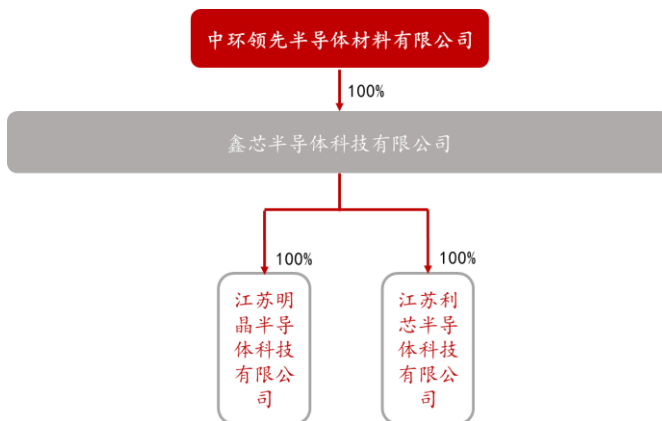 中环领先半导体材料有限公司
100%
鑫芯半导体科技有限公司
100%
100%
江苏明
晶半导
体科技
有限公
司
江苏利
芯半导
体科技
有限公
司